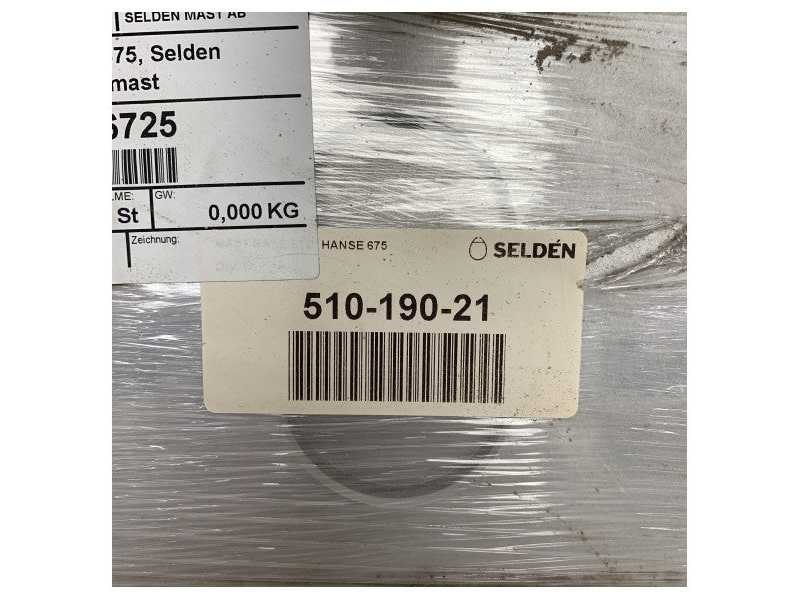 SELDEN MAST AB
75, Selden
mast
6725
ME:
GW:
St
0,000 KG
Zeichnung:
HANSE 675
SELDÉN
510-190-21